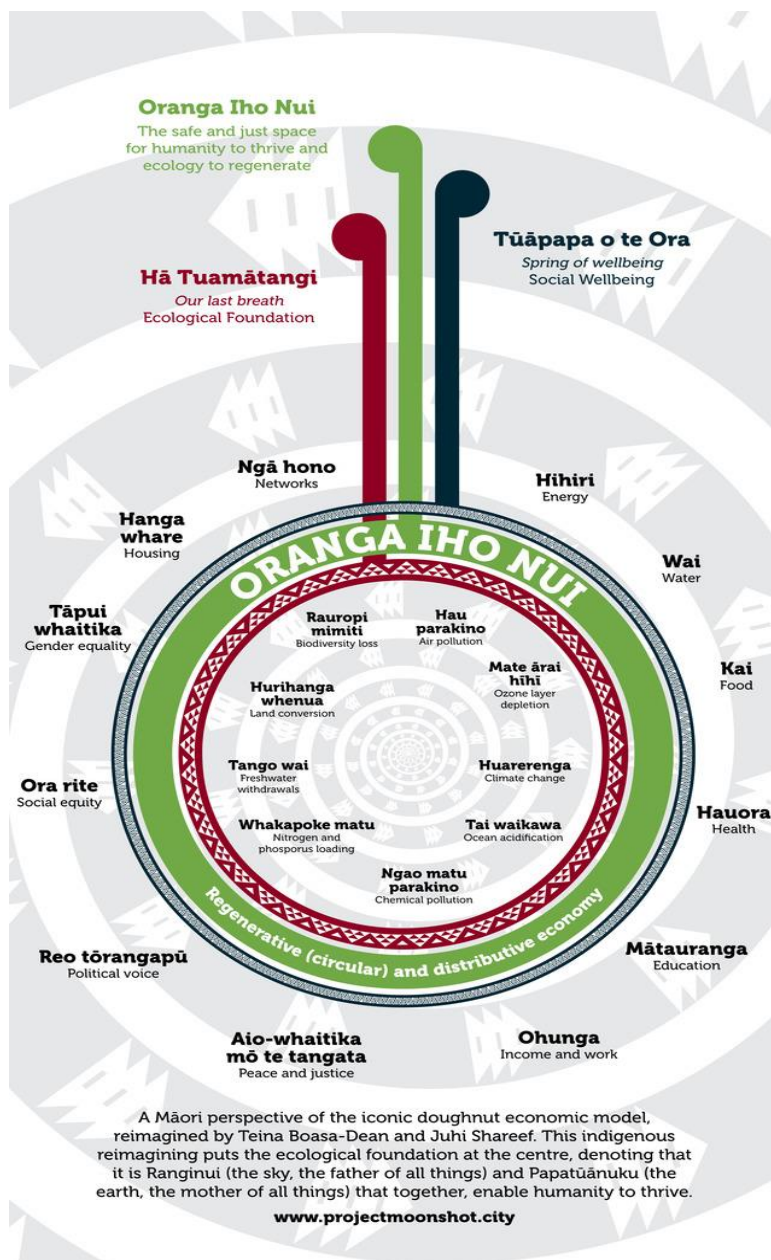 Oranga Iho Nui
The safe and just space
for humanity to thrive and
ecology to regenerate
Tūāpapa o te Ora
Spring of wellbeing
Social Wellbeing
Hā Tuamātangi
Our last breath
Ecological Foundation
Ngā hono
Networks
Hihiri
Energy
Hanga
whare
Housing
Wai
Water
Tāpui
whaitika
Gender equality
Kai
Food
Ora rite
Social equity
Hauora
Health
Reo tōrangapū
Political voice
Mātauranga
Education
Aio-whaitika
mō te tangata
Peace and justice
Ohunga
Income and work
ORANGĀ IHO NUI
Rauropi
mimiti
Biodiversity loss
Hau
parakino
Air pollution
Mate ārai
hīhī
Ozone layer
depletion
Hurihanga
whenua
Land conversion
Tango wai
Freshwater
withdrawals
Huarerenga
Climate change
Whakapoke matu
Nitrogen and
phosporus loading
Tai waikawa
Ocean acidification
Ngao matu
parakino
Chemical pollution
Regenerative (circular) and distributive economy
A Māori perspective of the iconic doughnut economic model,
reimagined by Teina Boasa-Dean and Juhi Shareef. This indigenous
reimagining puts the ecological foundation at the centre, denoting that
it is Ranginui (the sky, the father of all things) and Papatūānuku (the
earth, the mother of all things) that together, enable humanity to thrive.
www.projectmoonshot.city